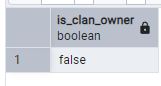 is_clan_owner
boolean
1 false